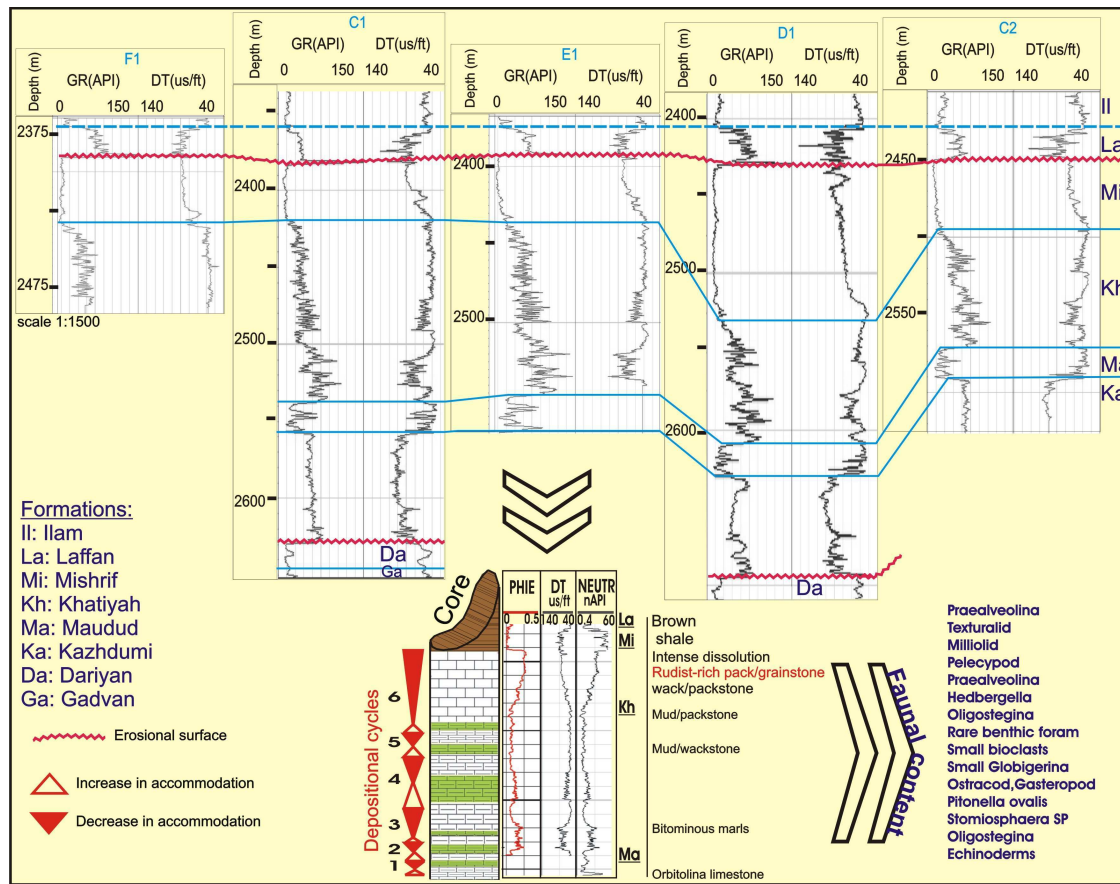 F1
Depth (m)
GR(API) DT(us/ft)
0 150 140 40
2375
2475
scale 1:1500
C1
Depth (m)
GR(API) DT(us/ft)
0 150 140 40
2400
2500
2600
Da
Ga
E1
Depth (m)
GR(API) DT(us/ft)
0 150 140 40
2400
2500
D1
Depth (m)
GR(API) DT(us/ft)
0 150 140 40
2400
2500
2600
Da
C2
Depth (m)
GR(API) DT(us/ft)
0 150 140 40
2450
2550
Il
La
Mi
Kh
Ma
Ka
Formations:
Il: Ilam
La: Laffan
Mi: Mishrif
Kh: Khatiyah
Ma: Maudud
Ka: Kazhdumi
Da: Dariyan
Ga: Gadvan
Erosional surface
Increase in accommodation
Decrease in accommodation
Depositional cycles
6
5
4
3
2
1
Core
PHIE
0 0.5
DT
us/ft
140 40
NEUTR
nAPI
0.4 60
La
Mi
Kh
Ma
Brown
shale
Intense dissolution
Rudist-rich pack/grainstone
wack/packstone
Mud/packstone
Mud/wackstone
Bitominous marls
Orbitolina limestone
Faunal content
Praealveolina
Texturalid
Milliolid
Pelecypod
Praealveolina
Hedbergella
Oligostegina
Rare benthic foram
Small bioclasts
Small Globigerina
Ostracod,Gasteropod
Pitonella ovalis
Stomiosphaera SP
Oligostegina
Echinoderms